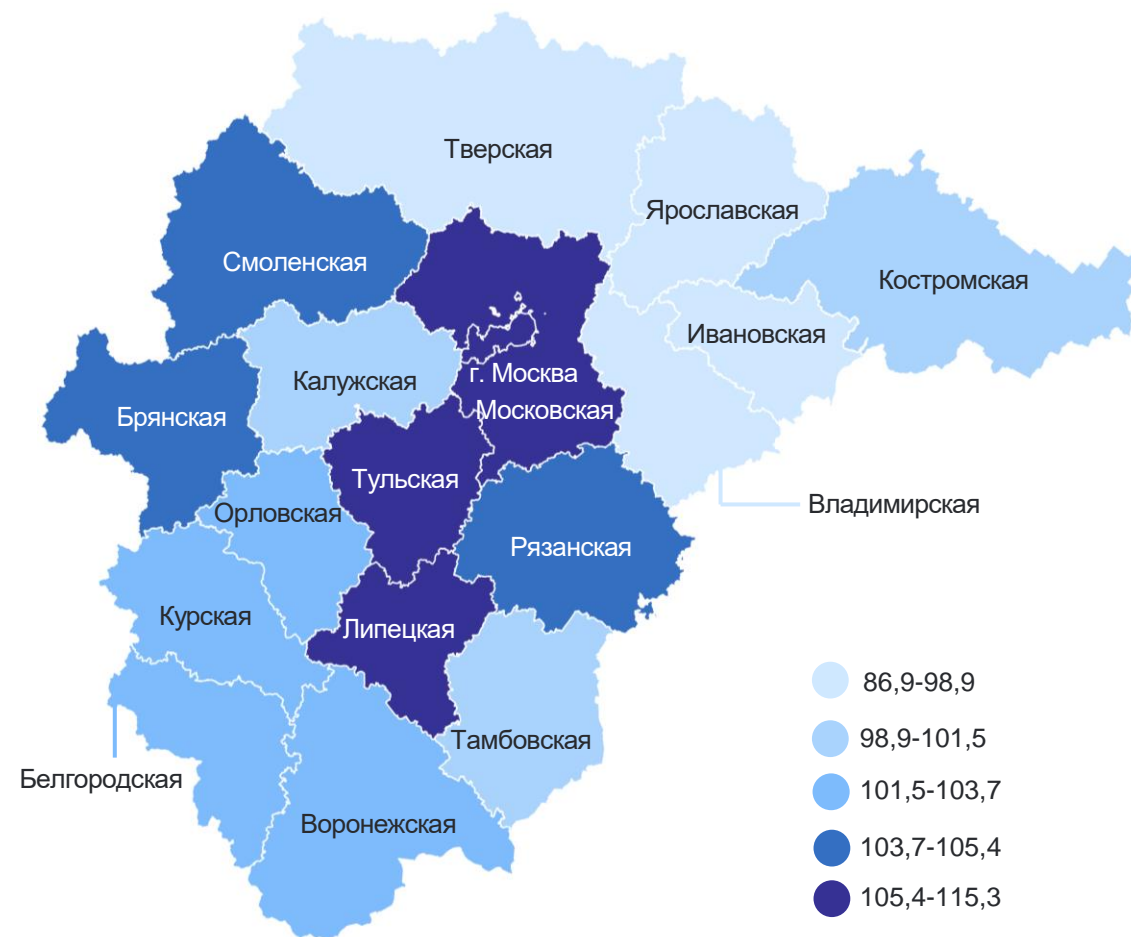 Тверская
Ярославская
Смоленская
Костромская
Ивановская
Калужская
г. Москва
Московская
Брянская
Тульская
Владимирская
Орловская
Рязанская
Курская
Липецкая
Тамбовская
Белгородская
Воронежская
86,9-98,9
98,9-101,5
101,5-103,7
103,7-105,4
105,4-115,3